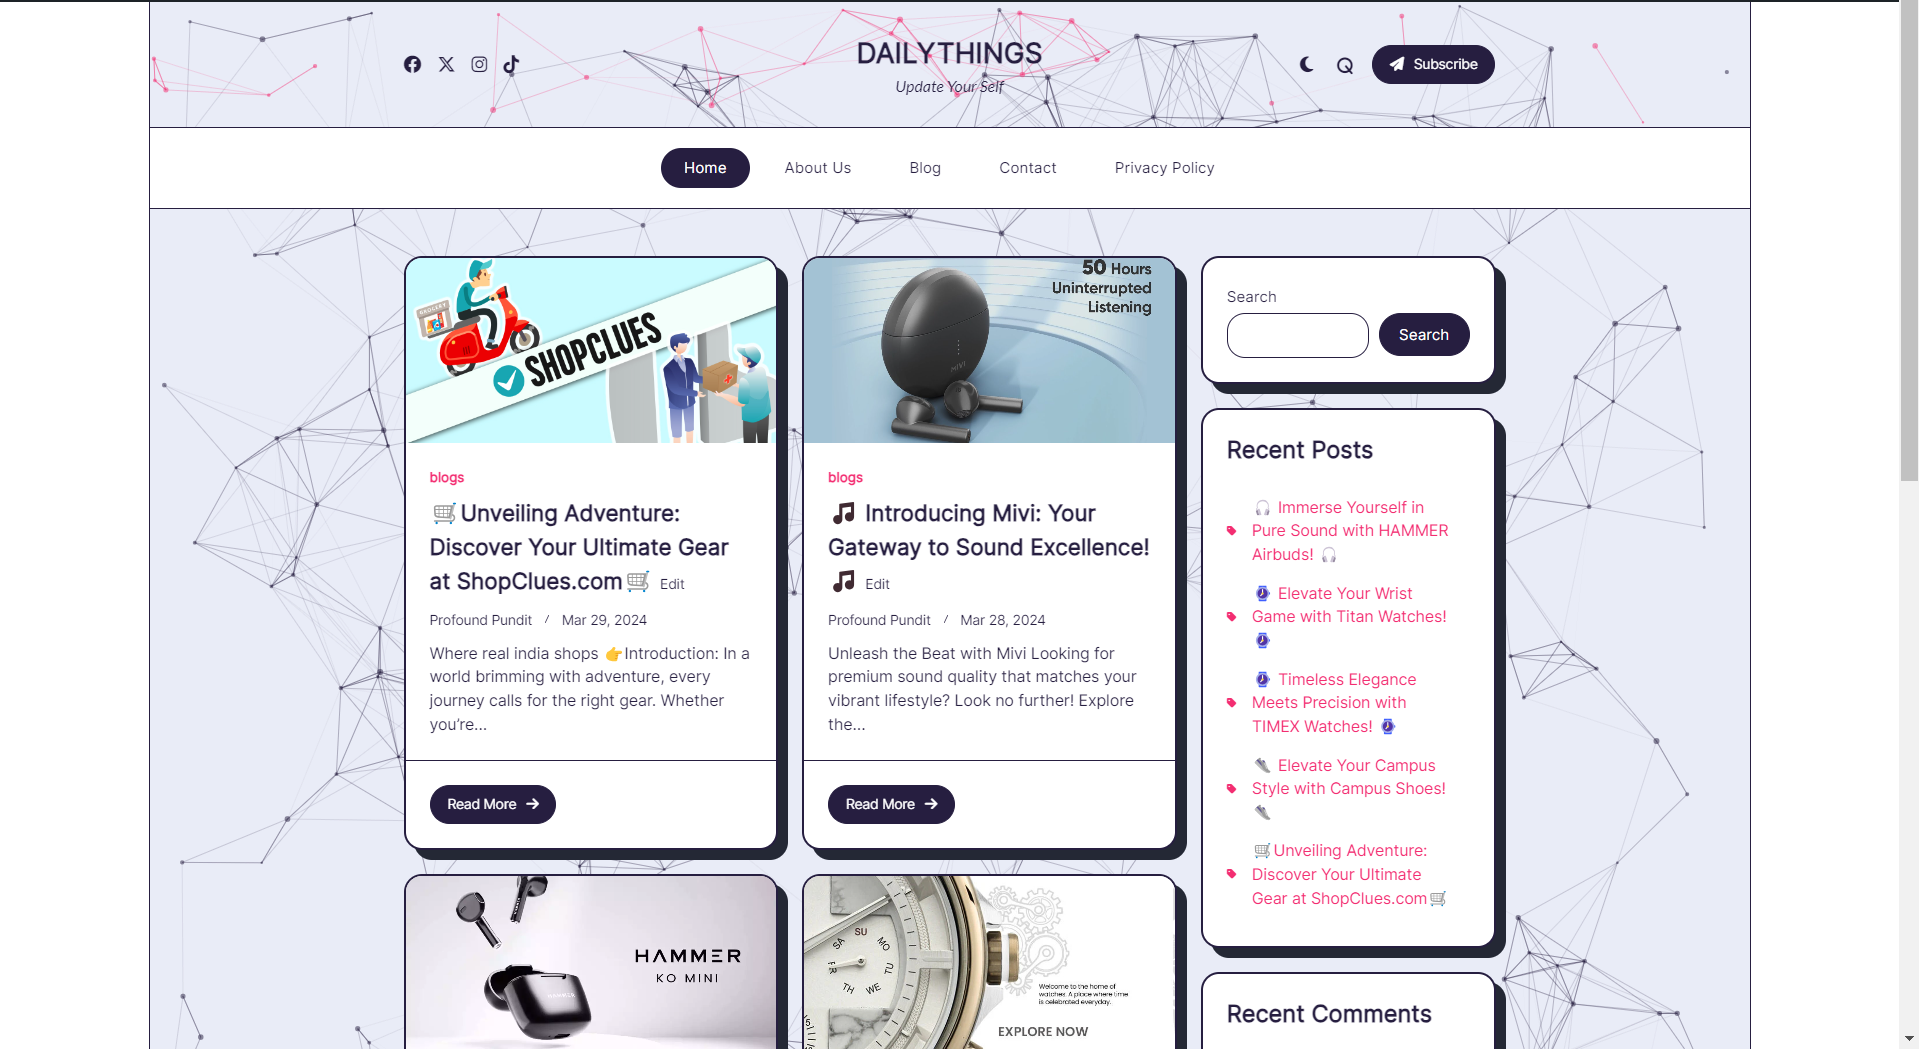 DAILYTHINGS
Update Your Self
Subscribe
Home
About Us
Blog
Contact
Privacy Policy
SHOPCLUES
blogs
🛒Unveiling Adventure:
Discover Your Ultimate Gear
at ShopClues.com🛒 Edit
Profound Pundit / Mar 29, 2024
Where real india shops 👉Introduction: In a
world brimming with adventure, every
journey calls for the right gear. Whether
you're...
Read More
50 Hours
Uninterrupted
Listening
MIVI
blogs
🎵 Introducing Mivi: Your
Gateway to Sound Excellence!
🎵 Edit
Profound Pundit / Mar 28, 2024
Unleash the Beat with Mivi Looking for
premium sound quality that matches your
vibrant lifestyle? Look no further! Explore
the...
Read More
HAMMER
KO MINI
HAMMER
SA
SU
MO
TU
WE
TH
FR
Welcome to the home of
watches. A place where time
is celebrated everyday.
EXPLORE NOW
Search
Search
Recent Posts
🎧 Immerse Yourself in
Pure Sound with HAMMER
Airbuds! 🎧
⌚ Elevate Your Wrist
Game with Titan Watches!
⌚
⌚ Timeless Elegance
Meets Precision with
TIMEX Watches! ⌚
👟 Elevate Your Campus
Style with Campus Shoes!
👟
🛒Unveiling Adventure:
Discover Your Ultimate
Gear at ShopClues.com🛒
Recent Comments